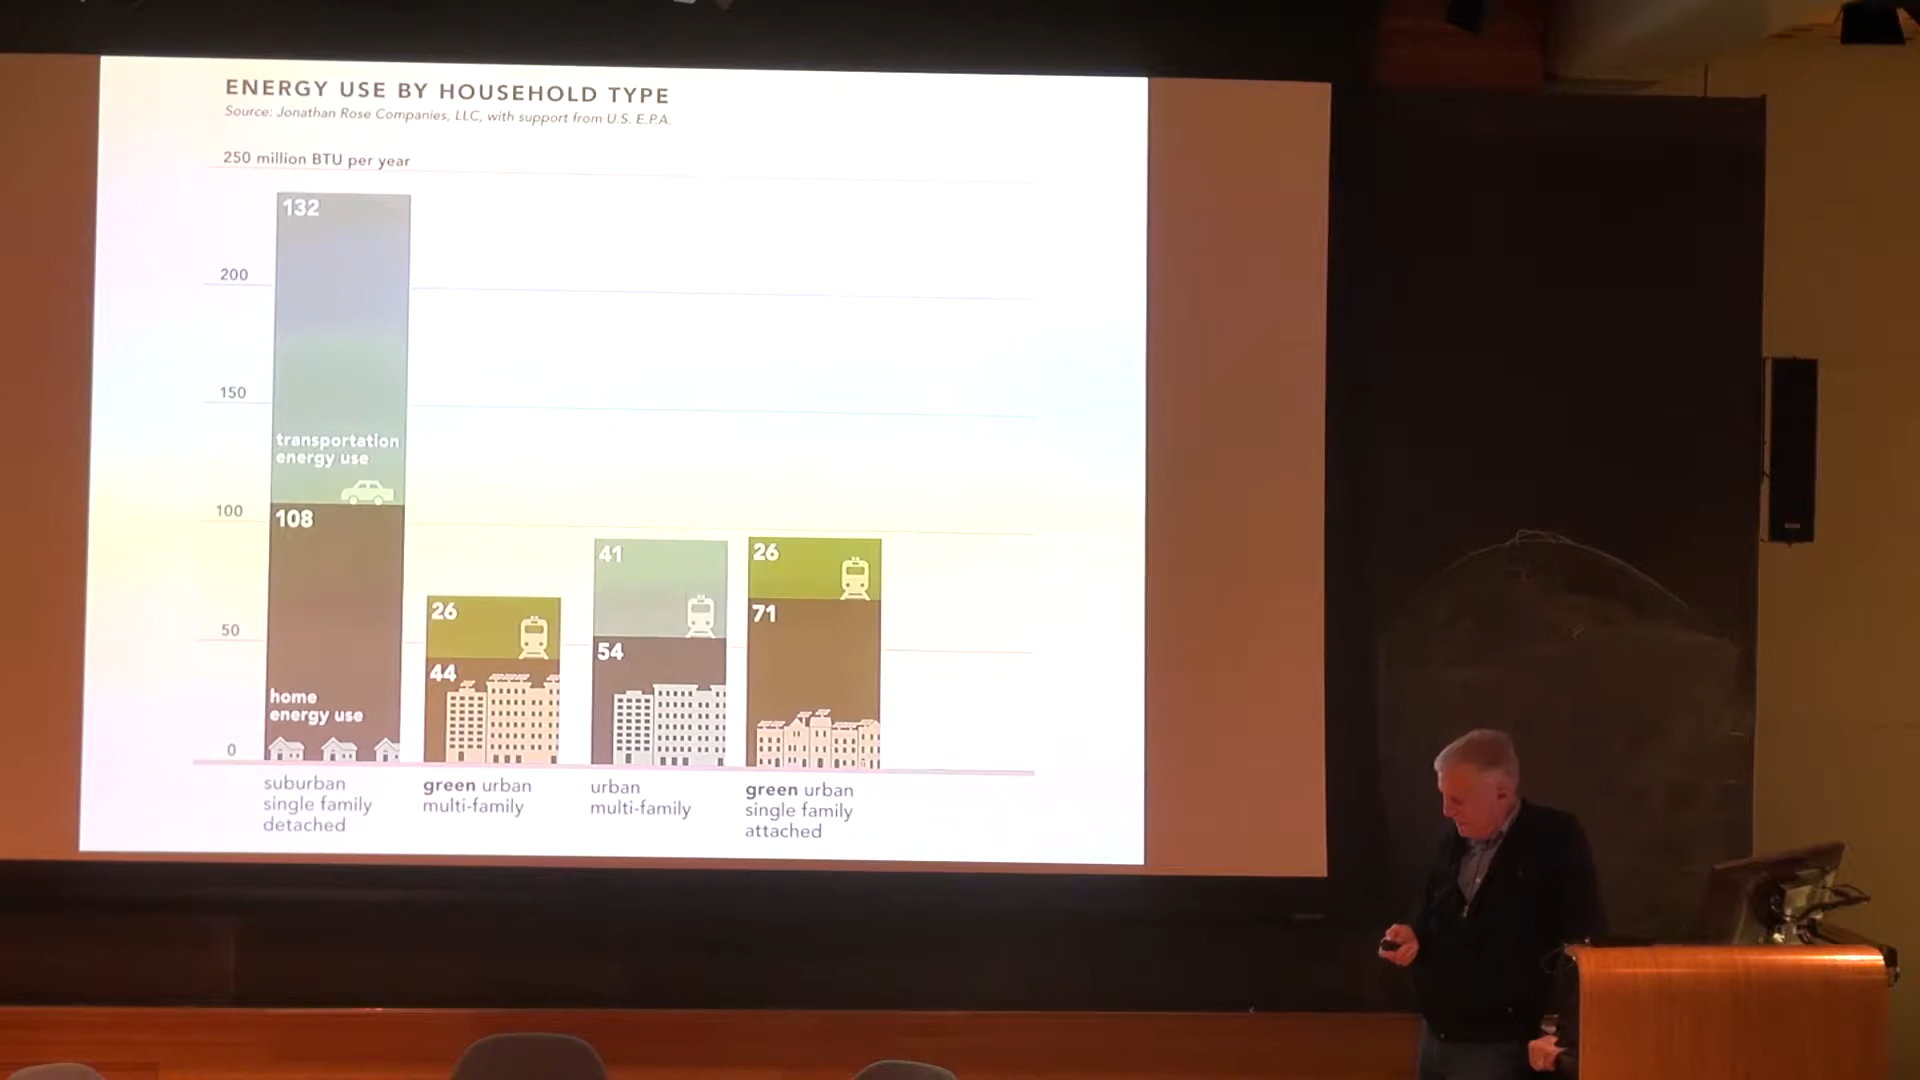 ENERGY USE BY HOUSEHOLD TYPE
Source: Jonathan Rose Companies, LLC, with support from U.S. E.P.A.
250 million BTU per year
200
150
100
50
0
132
transportation
energy use
108
home
energy use
26
44
41
54
26
71
suburban
single family
detached
green urban
multi-family
urban
multi-family
green urban
single family
attached